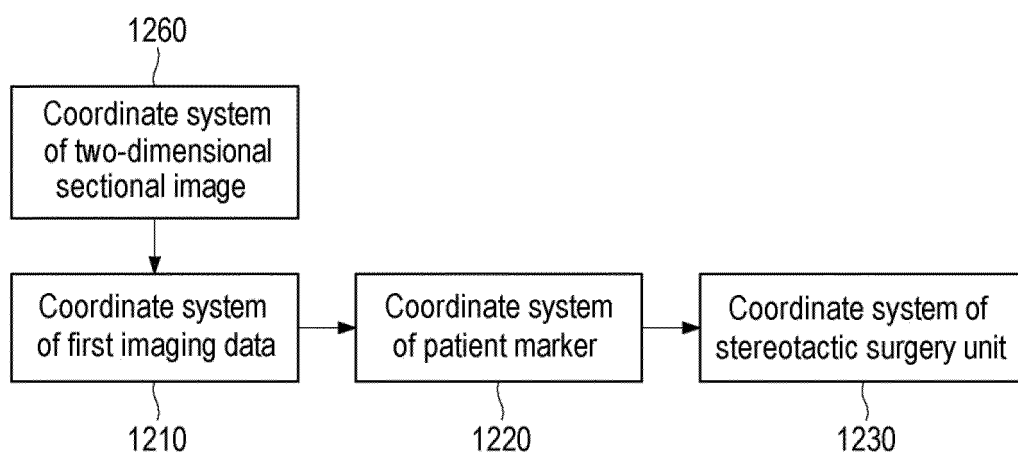 1260
Coordinate system
of two-dimensional
sectional image
Coordinate system
of first imaging data
Coordinate system
of patient marker
Coordinate system of
stereotactic surgery unit
1210
1220
1230